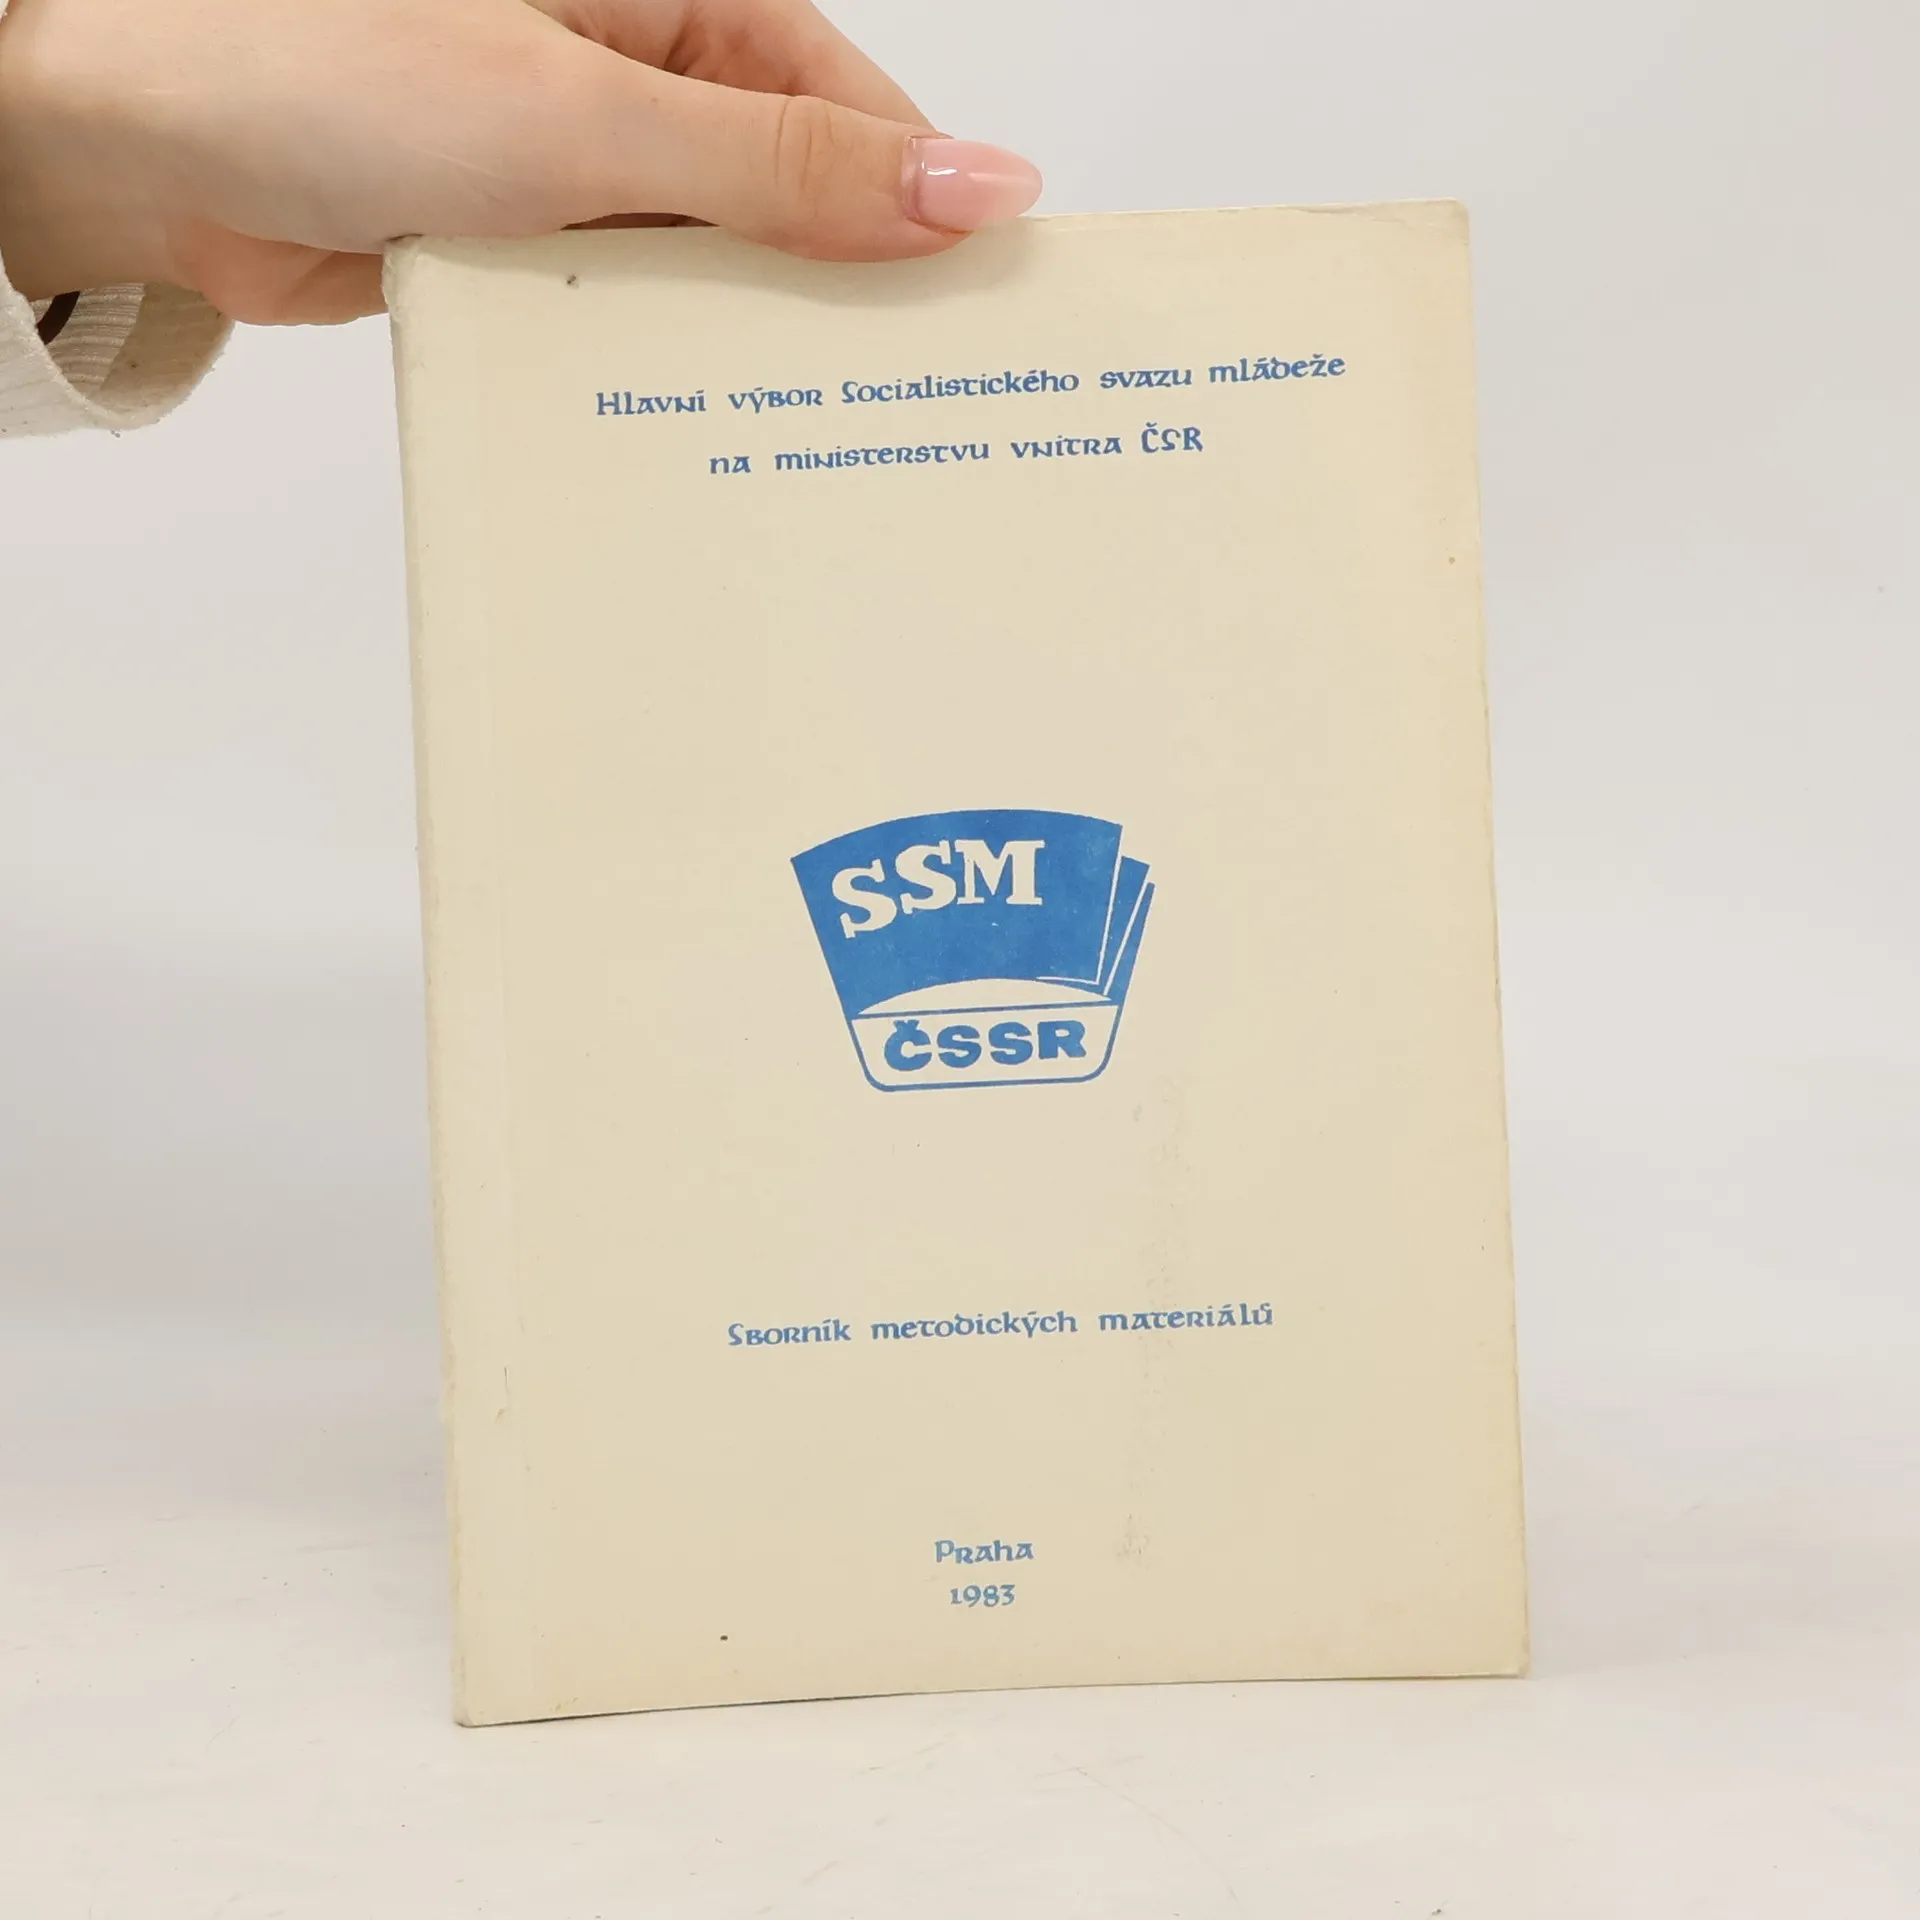 Hlavní výbor Socialistického svazu mládeže
na ministerstvu vnitra ČSR
SSM
ČSSR
Sborník metodických materiálů
Praha
1983